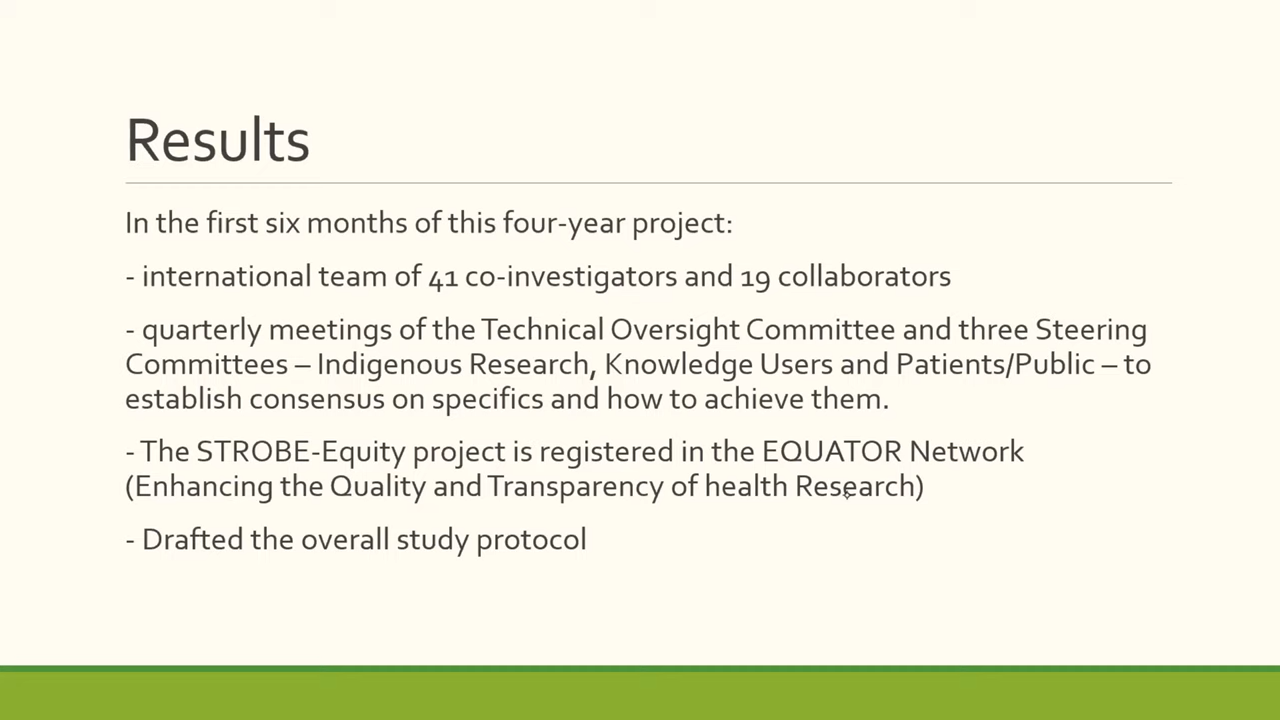 Results
In the first six months of this four-year project:
- international team of 41 co-investigators and 19 collaborators
- quarterly meetings of the Technical Oversight Committee and three Steering
Committees – Indigenous Research, Knowledge Users and Patients/Public – to
establish consensus on specifics and how to achieve them.
- The STROBE-Equity project is registered in the EQUATOR Network
(Enhancing the Quality and Transparency of health Research)
- Drafted the overall study protocol